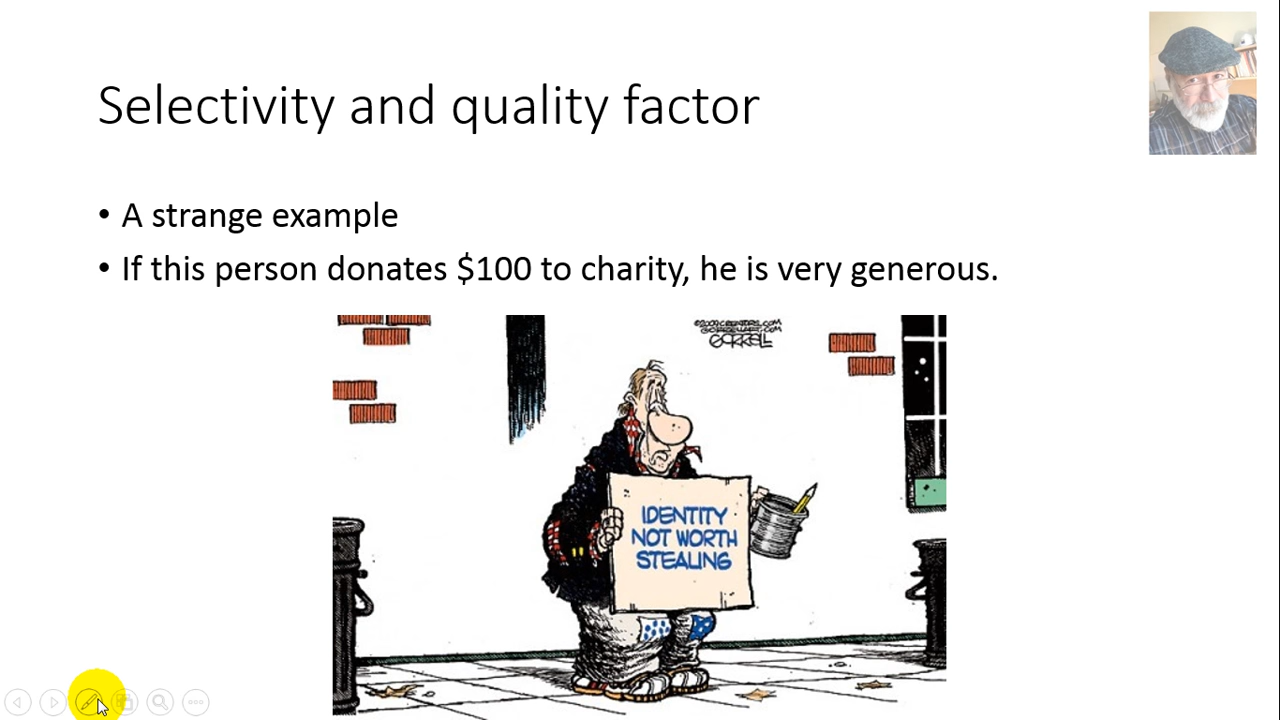 Selectivity and quality factor
• A strange example
• If this person donates $100 to charity, he is very generous.
GORRELL
IDENTITY
NOT WORTH
STEALING